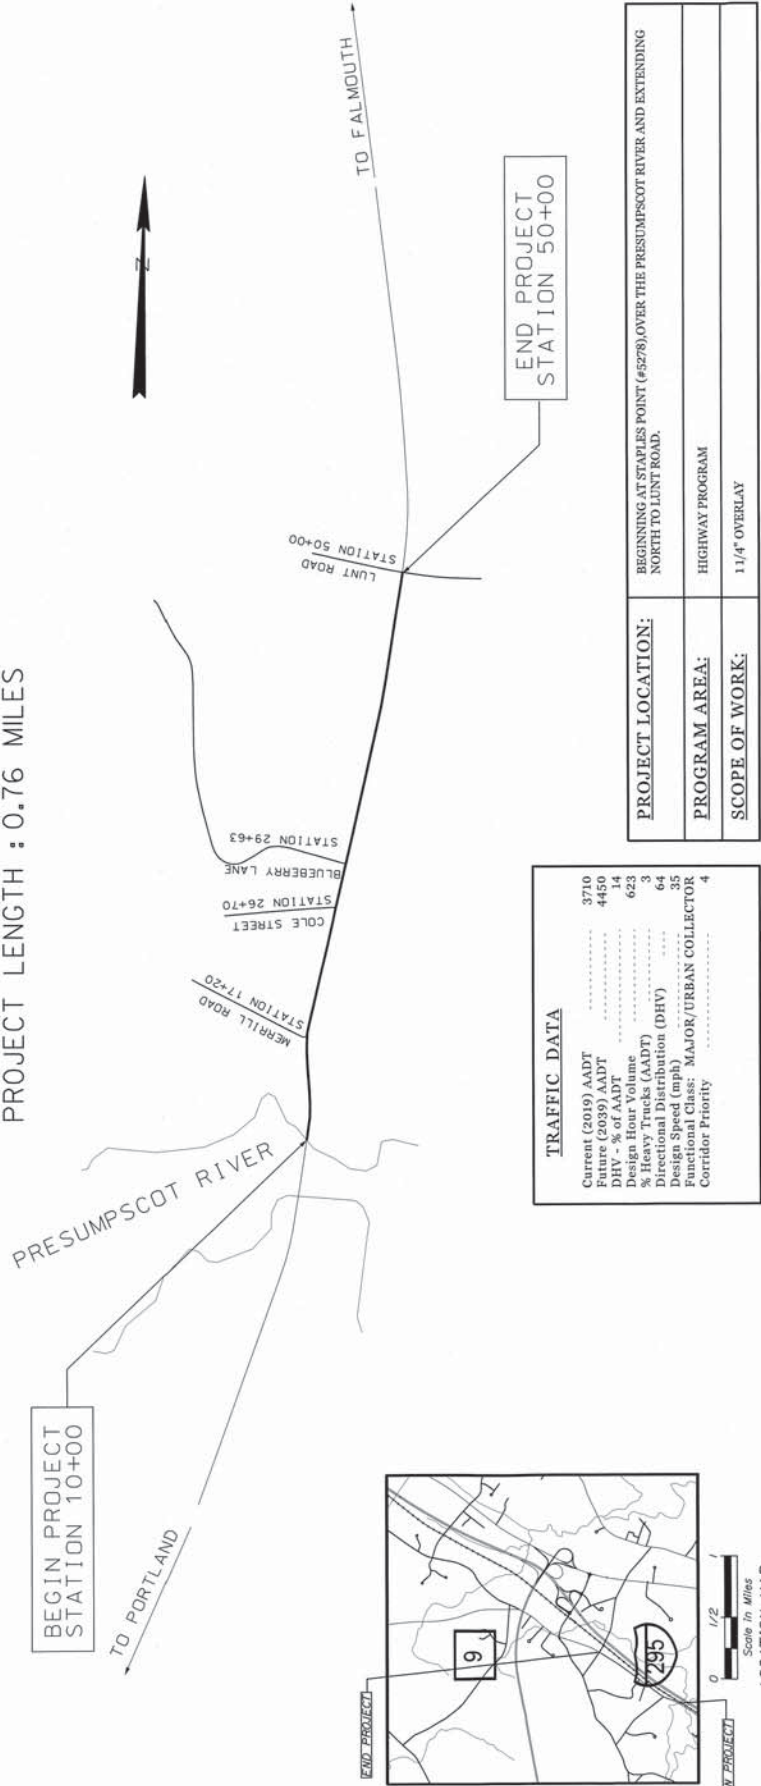 PROJECT LENGTH : 0.76 MILES
BEGIN PROJECT
STATION 10+00
TO PORTLAND
PRESUMPSCOT RIVER
MERRILL ROAD
STATION 17+20
COLE STREET
STATION 26+70
BLUEBERRY LANE
STATION 29+63
LUNT ROAD
STATION 50+00
N
TO FALMOUTH
END PROJECT
STATION 50+00
END PROJECT
9
295
N PROJECT
0 1/2 1
Scale in Miles
TRAFFIC DATA
Current (2019) AADT 3710
Future (2039) AADT 4450
DHV - % of AADT 14
Design Hour Volume 623
% Heavy Trucks (AADT) 3
Directional Distribution (DHV) 64
Design Speed (mph) 35
Functional Class: MAJOR/URBAN COLLECTOR
Corridor Priority 4
PROJECT LOCATION: BEGINNING AT STAPLES POINT (#5278),OVER THE PRESUMPSCOT RIVER AND EXTENDING
NORTH TO LUNT ROAD.
PROGRAM AREA: HIGHWAY PROGRAM
SCOPE OF WORK: 1 1/4" OVERLAY